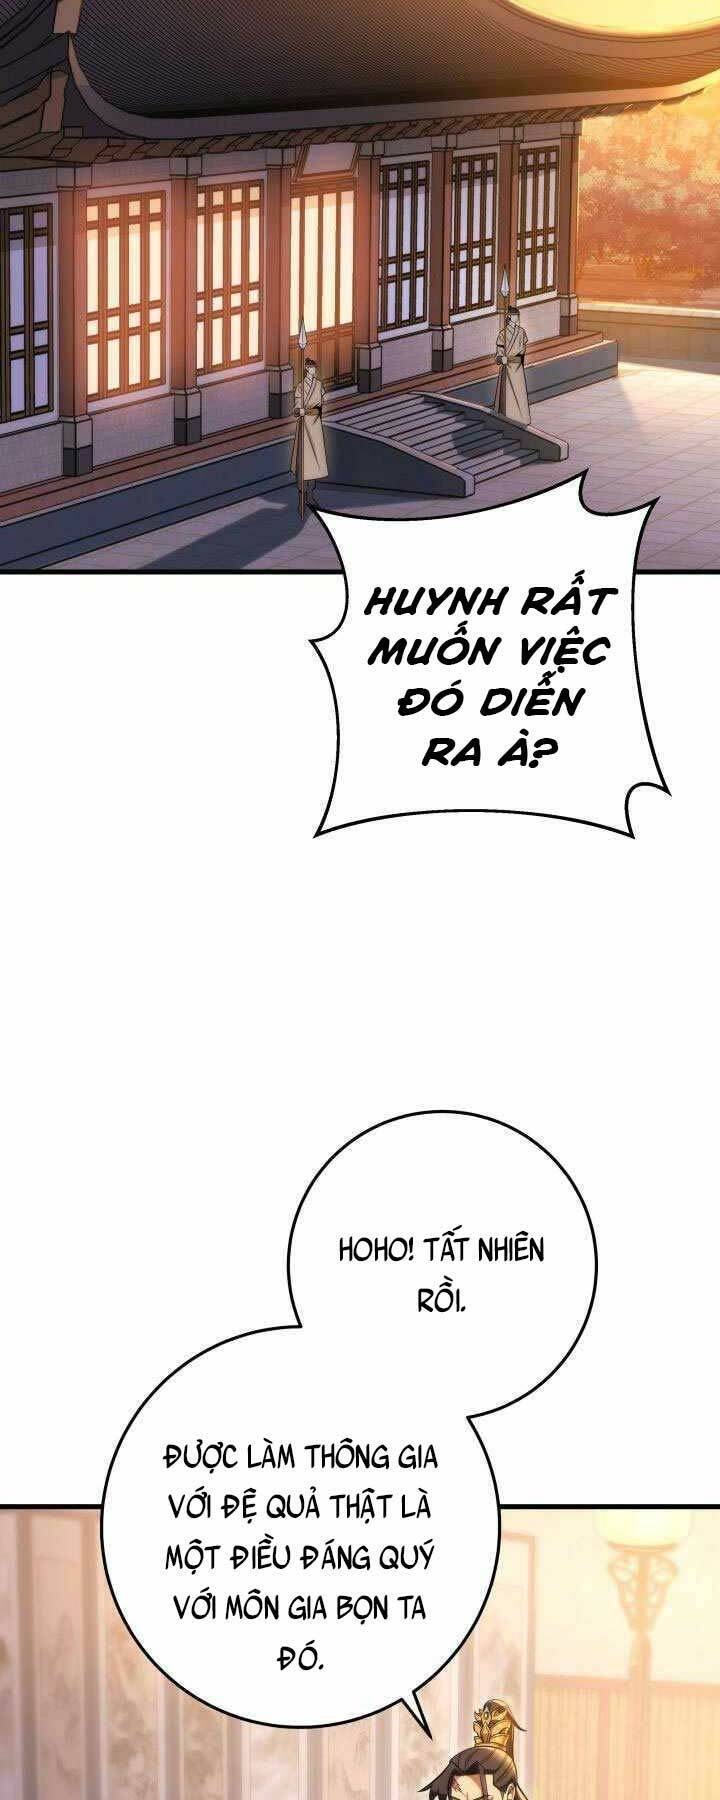 HUYNH RẤT
MUỐN VIỆC
ĐÓ DIỄN
RA À?
HOHO! TẤT NHIÊN
RỒI.
ĐƯỢC LÀM THÔNG GIA
VỚI ĐỆ QUẢ THẬT LÀ
MỘT ĐIỀU ĐÁNG QUÝ
VỚI MÔN GIA BỌN TA
ĐÓ.